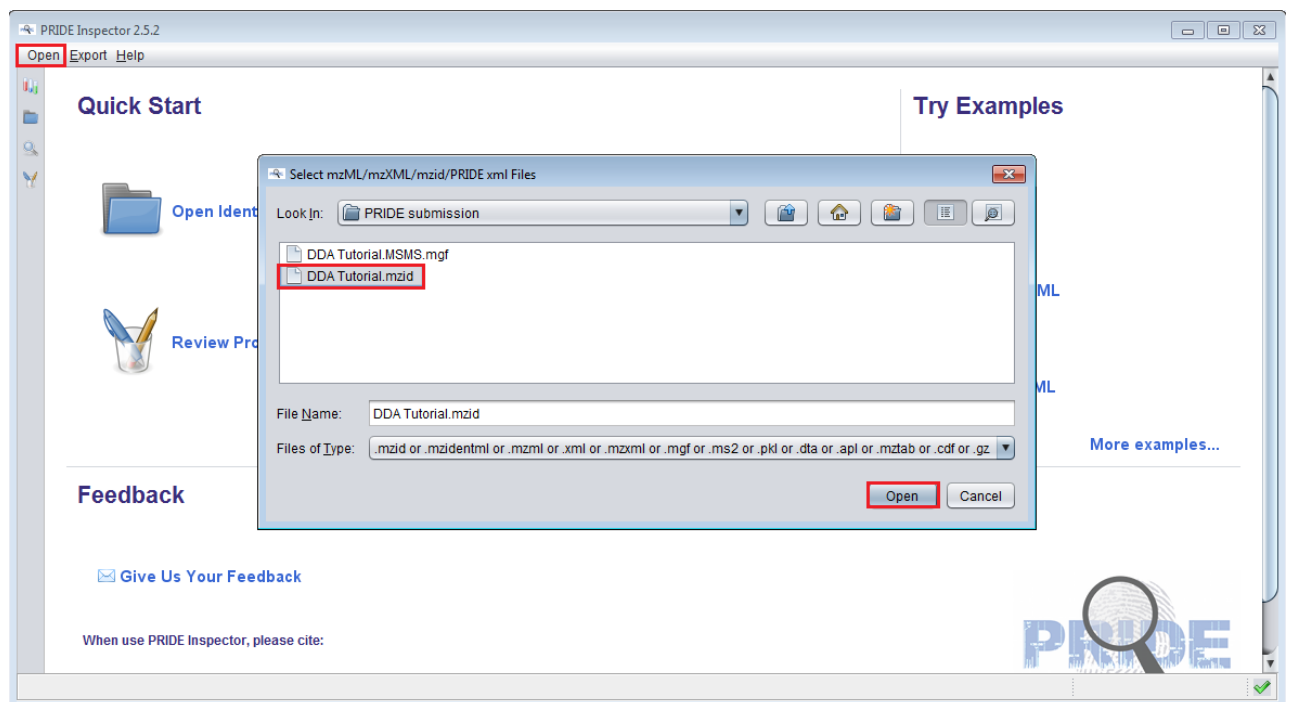 PRIDE Inspector 2.5.2
Open Export Help
Quick Start
Try Examples
Select mzML/mzXML/mzid/PRIDE xml Files
Look In: PRIDE submission
Open Ident
DDA Tutorial.MSMS.mgf
DDA Tutorial.mzid
ML
Review Pro
ML
File Name: DDA Tutorial.mzid
Files of Type: .mzid or .mzidentml or .mzml or .xml or .mzxml or .mgf or .ms2 or .pkl or .dta or .apl or .mztab or .cdf or .gz
More examples...
Open Cancel
Feedback
Give Us Your Feedback
When use PRIDE Inspector, please cite:
PRIDE